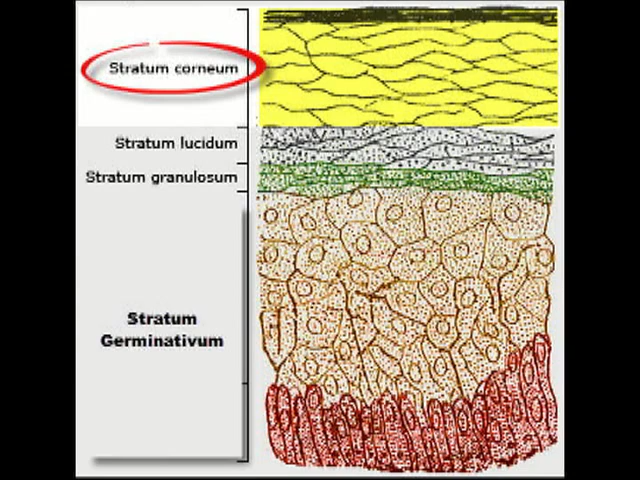 Stratum corneum
Stratum lucidum
Stratum granulosum
Stratum
Germinativum